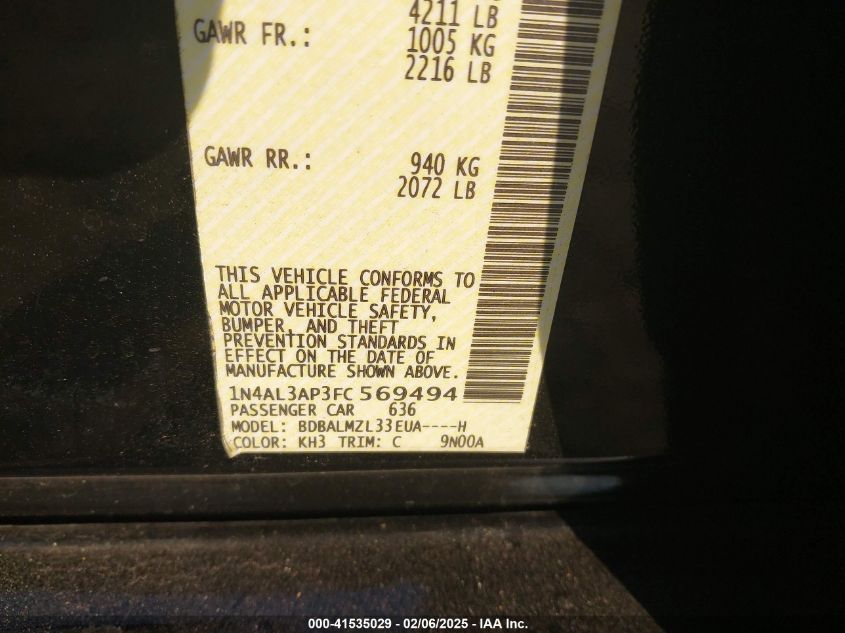 4211 LB
GAWR FR.: 1005 KG
2216 LB
GAWR RR.: 940 KG
2072 LB
THIS VEHICLE CONFORMS TO
ALL APPLICABLE FEDERAL
MOTOR VEHICLE SAFETY,
BUMPER, AND THEFT
PREVENTION STANDARDS IN
EFFECT ON THE DATE OF
MANUFACTURE SHOWN ABOVE.
1N4AL3AP3FC569494
PASSENGER CAR 636
MODEL: BDBALMZL33EUA----H
COLOR: KH3 TRIM: C 9N00A
000-41535029 - 02/06/2025 - IAA Inc.